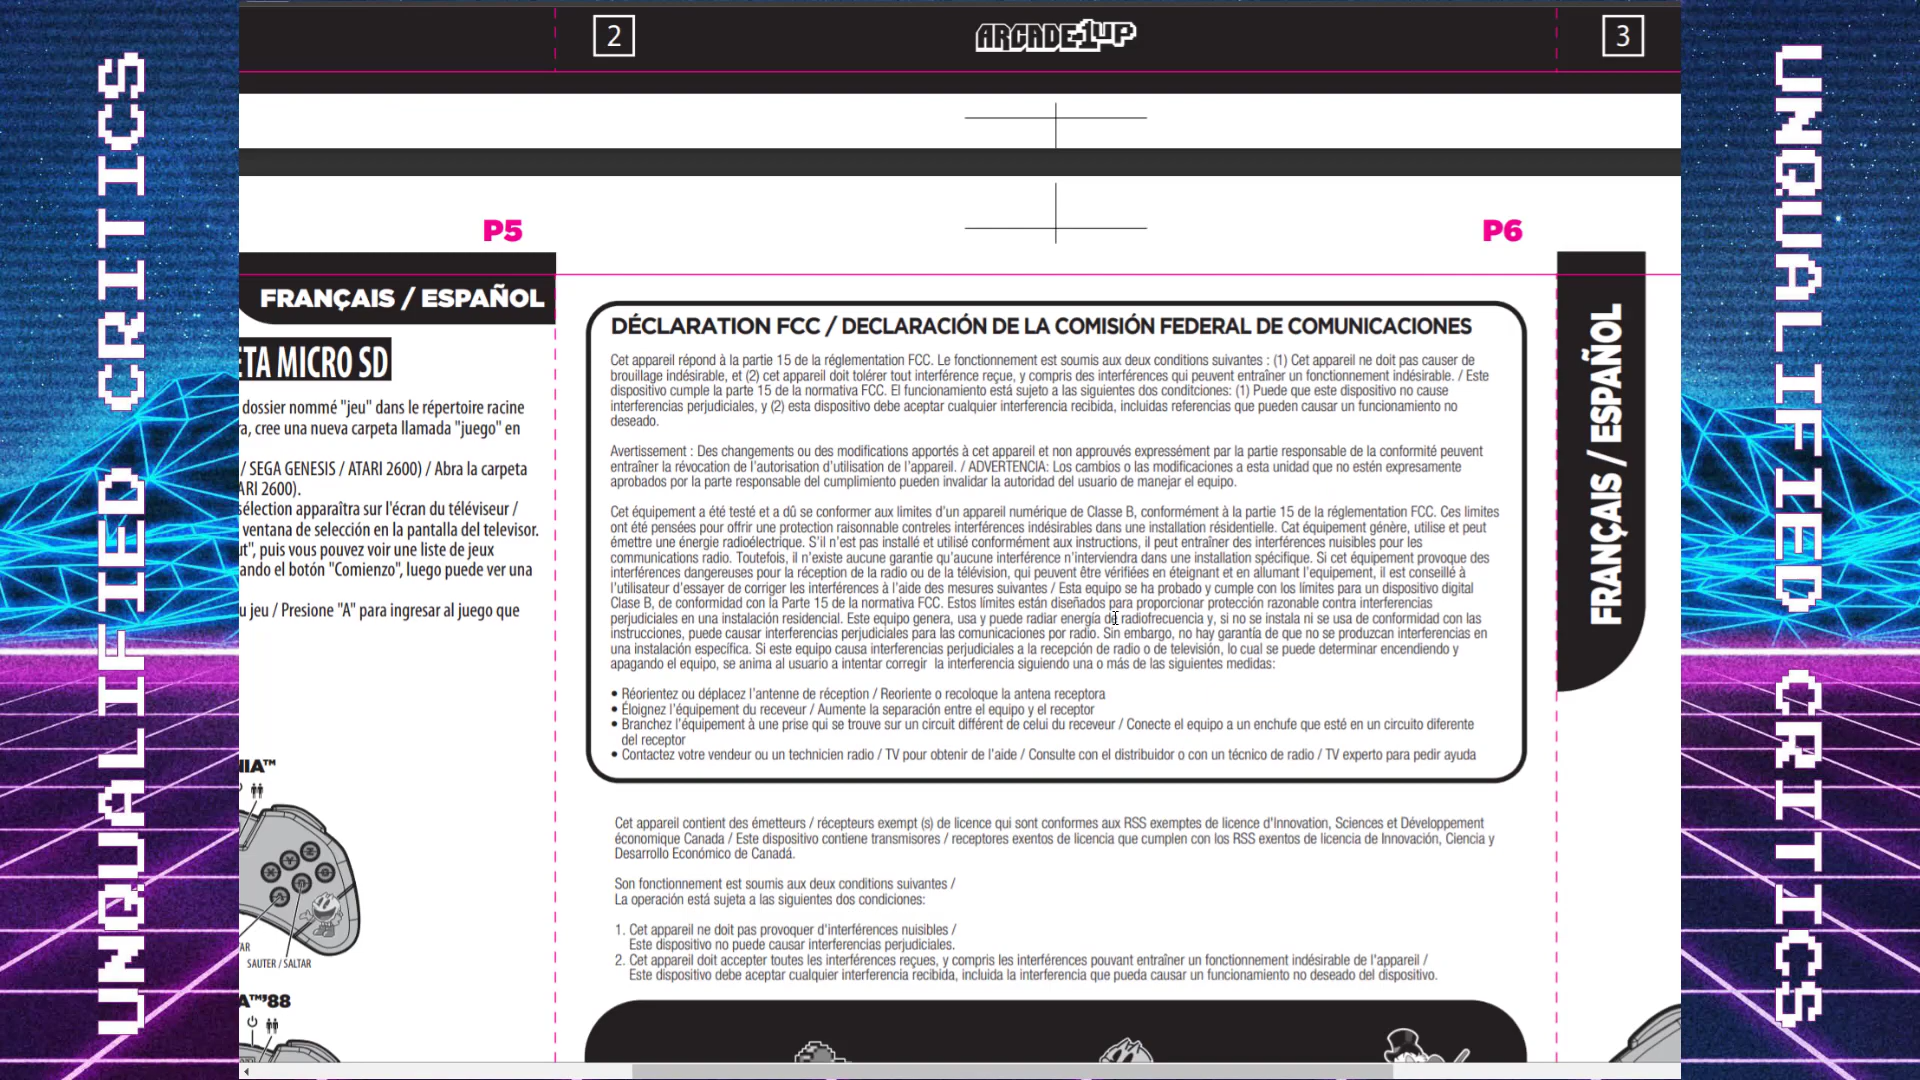 2
ARCADE1UP
3
P5
P6
FRANÇAIS / ESPAÑOL
TA MICRO SD
dossier nommé "jeu" dans le répertoire racine
ra, cree una nueva carpeta llamada "juego" en
/ SEGA GENESIS / ATARI 2600) / Abra la carpeta
ARI 2600).
sélection apparaîtra sur l'écran du téléviseur /
ventana de selección en la pantalla del televisor.
ut", puis vous pouvez voir une liste de jeux
ando el botón "Comienzo", luego puede ver una
u jeu / Presione "A" para ingresar al juego que
NIA™
SAUTER / SALTAR
A™'88
DÉCLARATION FCC / DECLARACIÓN DE LA COMISIÓN FEDERAL DE COMUNICACIONES
Cet appareil répond à la partie 15 de la réglementation FCC. Le fonctionnement est soumis aux deux conditions suivantes : (1) Cet appareil ne doit pas causer de
brouillage indésirable, et (2) cet appareil doit tolérer tout interférence reçue, y compris des interférences qui peuvent entraîner un fonctionnement indésirable. / Este
dispositivo cumple la parte 15 de la normativa FCC. El funcionamiento está sujeto a las siguientes dos conditciones: (1) Puede que este dispositivo no cause
interferencias perjudiciales, y (2) esta dispositivo debe aceptar cualquier interferencia recibida, incluidas referencias que pueden causar un funcionamiento no
deseado.
Avertissement : Des changements ou des modifications apportés à cet appareil et non approuvés expressément par la partie responsable de la conformité peuvent
entraîner la révocation de l'autorisation d'utilisation de l'appareil. / ADVERTENCIA: Los cambios o las modificaciones a esta unidad que no estén expresamente
aprobados por la parte responsable del cumplimiento pueden invalidar la autoridad del usuario de manejar el equipo.
Cet équipement a été testé et a dû se conformer aux limites d'un appareil numérique de Classe B, conformément à la partie 15 de la réglementation FCC. Ces limites
ont été pensées pour offrir une protection raisonnable contreles interférences indésirables dans une installation résidentielle. Cat équipement génère, utilise et peut
émettre une énergie radioélectrique. S'il n'est pas installé et utilisé conformément aux instructions, il peut entraîner des interférences nuisibles pour les
communications radio. Toutefois, il n'existe aucune garantie qu'aucune interférence n'interviendra dans une installation spécifique. Si cet équipement provoque des
interférences dangereuses pour la réception de la radio ou de la télévision, qui peuvent être vérifiées en éteignant et en allumant l'equipement, il est conseillé à
l'utilisateur d'essayer de corriger les interférences à l'aide des mesures suivantes / Esta equipo se ha probado y cumple con los límites para un dispositivo digital
Clase B, de conformidad con la Parte 15 de la normativa FCC. Estos límites están diseñados para proporcionar protección razonable contra interferencias
perjudiciales en una instalación residencial. Este equipo genera, usa y puede radiar energía de radiofrecuencia y, si no se instala ni se usa de conformidad con las
instrucciones, puede causar interferencias perjudiciales para las comunicaciones por radio. Sin embargo, no hay garantía de que no se produzcan interferencias en
una instalación específica. Si este equipo causa interferencias perjudiciales a la recepción de radio o de televisión, lo cual se puede determinar encendiendo y
apagando el equipo, se anima al usuario a intentar corregir la interferencia siguiendo una o más de las siguientes medidas:
• Réorientez ou déplacez l'antenne de réception / Reoriente o recoloque la antena receptora
• Éloignez l'équipement du receveur / Aumente la separación entre el equipo y el receptor
• Branchez l'équipement à une prise qui se trouve sur un circuit différent de celui du receveur / Conecte el equipo a un enchufe que esté en un circuito diferente
del receptor
• Contactez votre vendeur ou un technicien radio / TV pour obtenir de l'aide / Consulte con el distribuidor o con un técnico de radio / TV experto para pedir ayuda
Cet appareil contient des émetteurs / récepteurs exempt (s) de licence qui sont conformes aux RSS exemptes de licence d'Innovation, Sciences et Développement
économique Canada / Este dispositivo contiene transmisores / receptores exentos de licencia que cumplen con los RSS exentos de licencia de Innovación, Ciencia y
Desarrollo Económico de Canadá.
Son fonctionnement est soumis aux deux conditions suivantes /
La operación está sujeta a las siguientes dos condiciones:
1. Cet appareil ne doit pas provoquer d'interférences nuisibles /
Este dispositivo no puede causar interferencias perjudiciales.
2. Cet appareil doit accepter toutes les interférences reçues, y compris les interférences pouvant entraîner un fonctionnement indésirable de l'appareil /
Este dispositivo debe aceptar cualquier interferencia recibida, incluida la interferencia que pueda causar un funcionamiento no deseado del dispositivo.
FRANÇAIS / ESPAÑOL
UNQUALIFIED CRITICS
UNQUALIFIED CRITICS